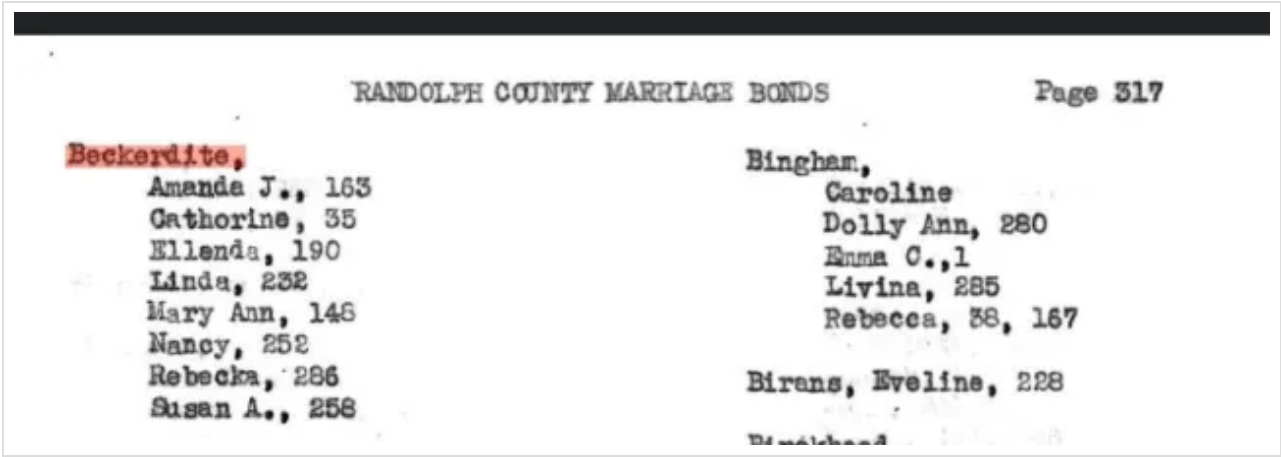 RANDOLPH COUNTY MARRIAGE BONDS Page 317
Beckerdite,
Amanda J., 163
Cathorine, 35
Ellenda, 190
Linda, 232
Mary Ann, 148
Nancy, 252
Rebecka, 286
Susan A., 258
Bingham,
Caroline
Dolly Ann, 280
Emma C.,1
Livina, 285
Rebecca, 38, 167
Birans, Eveline, 228